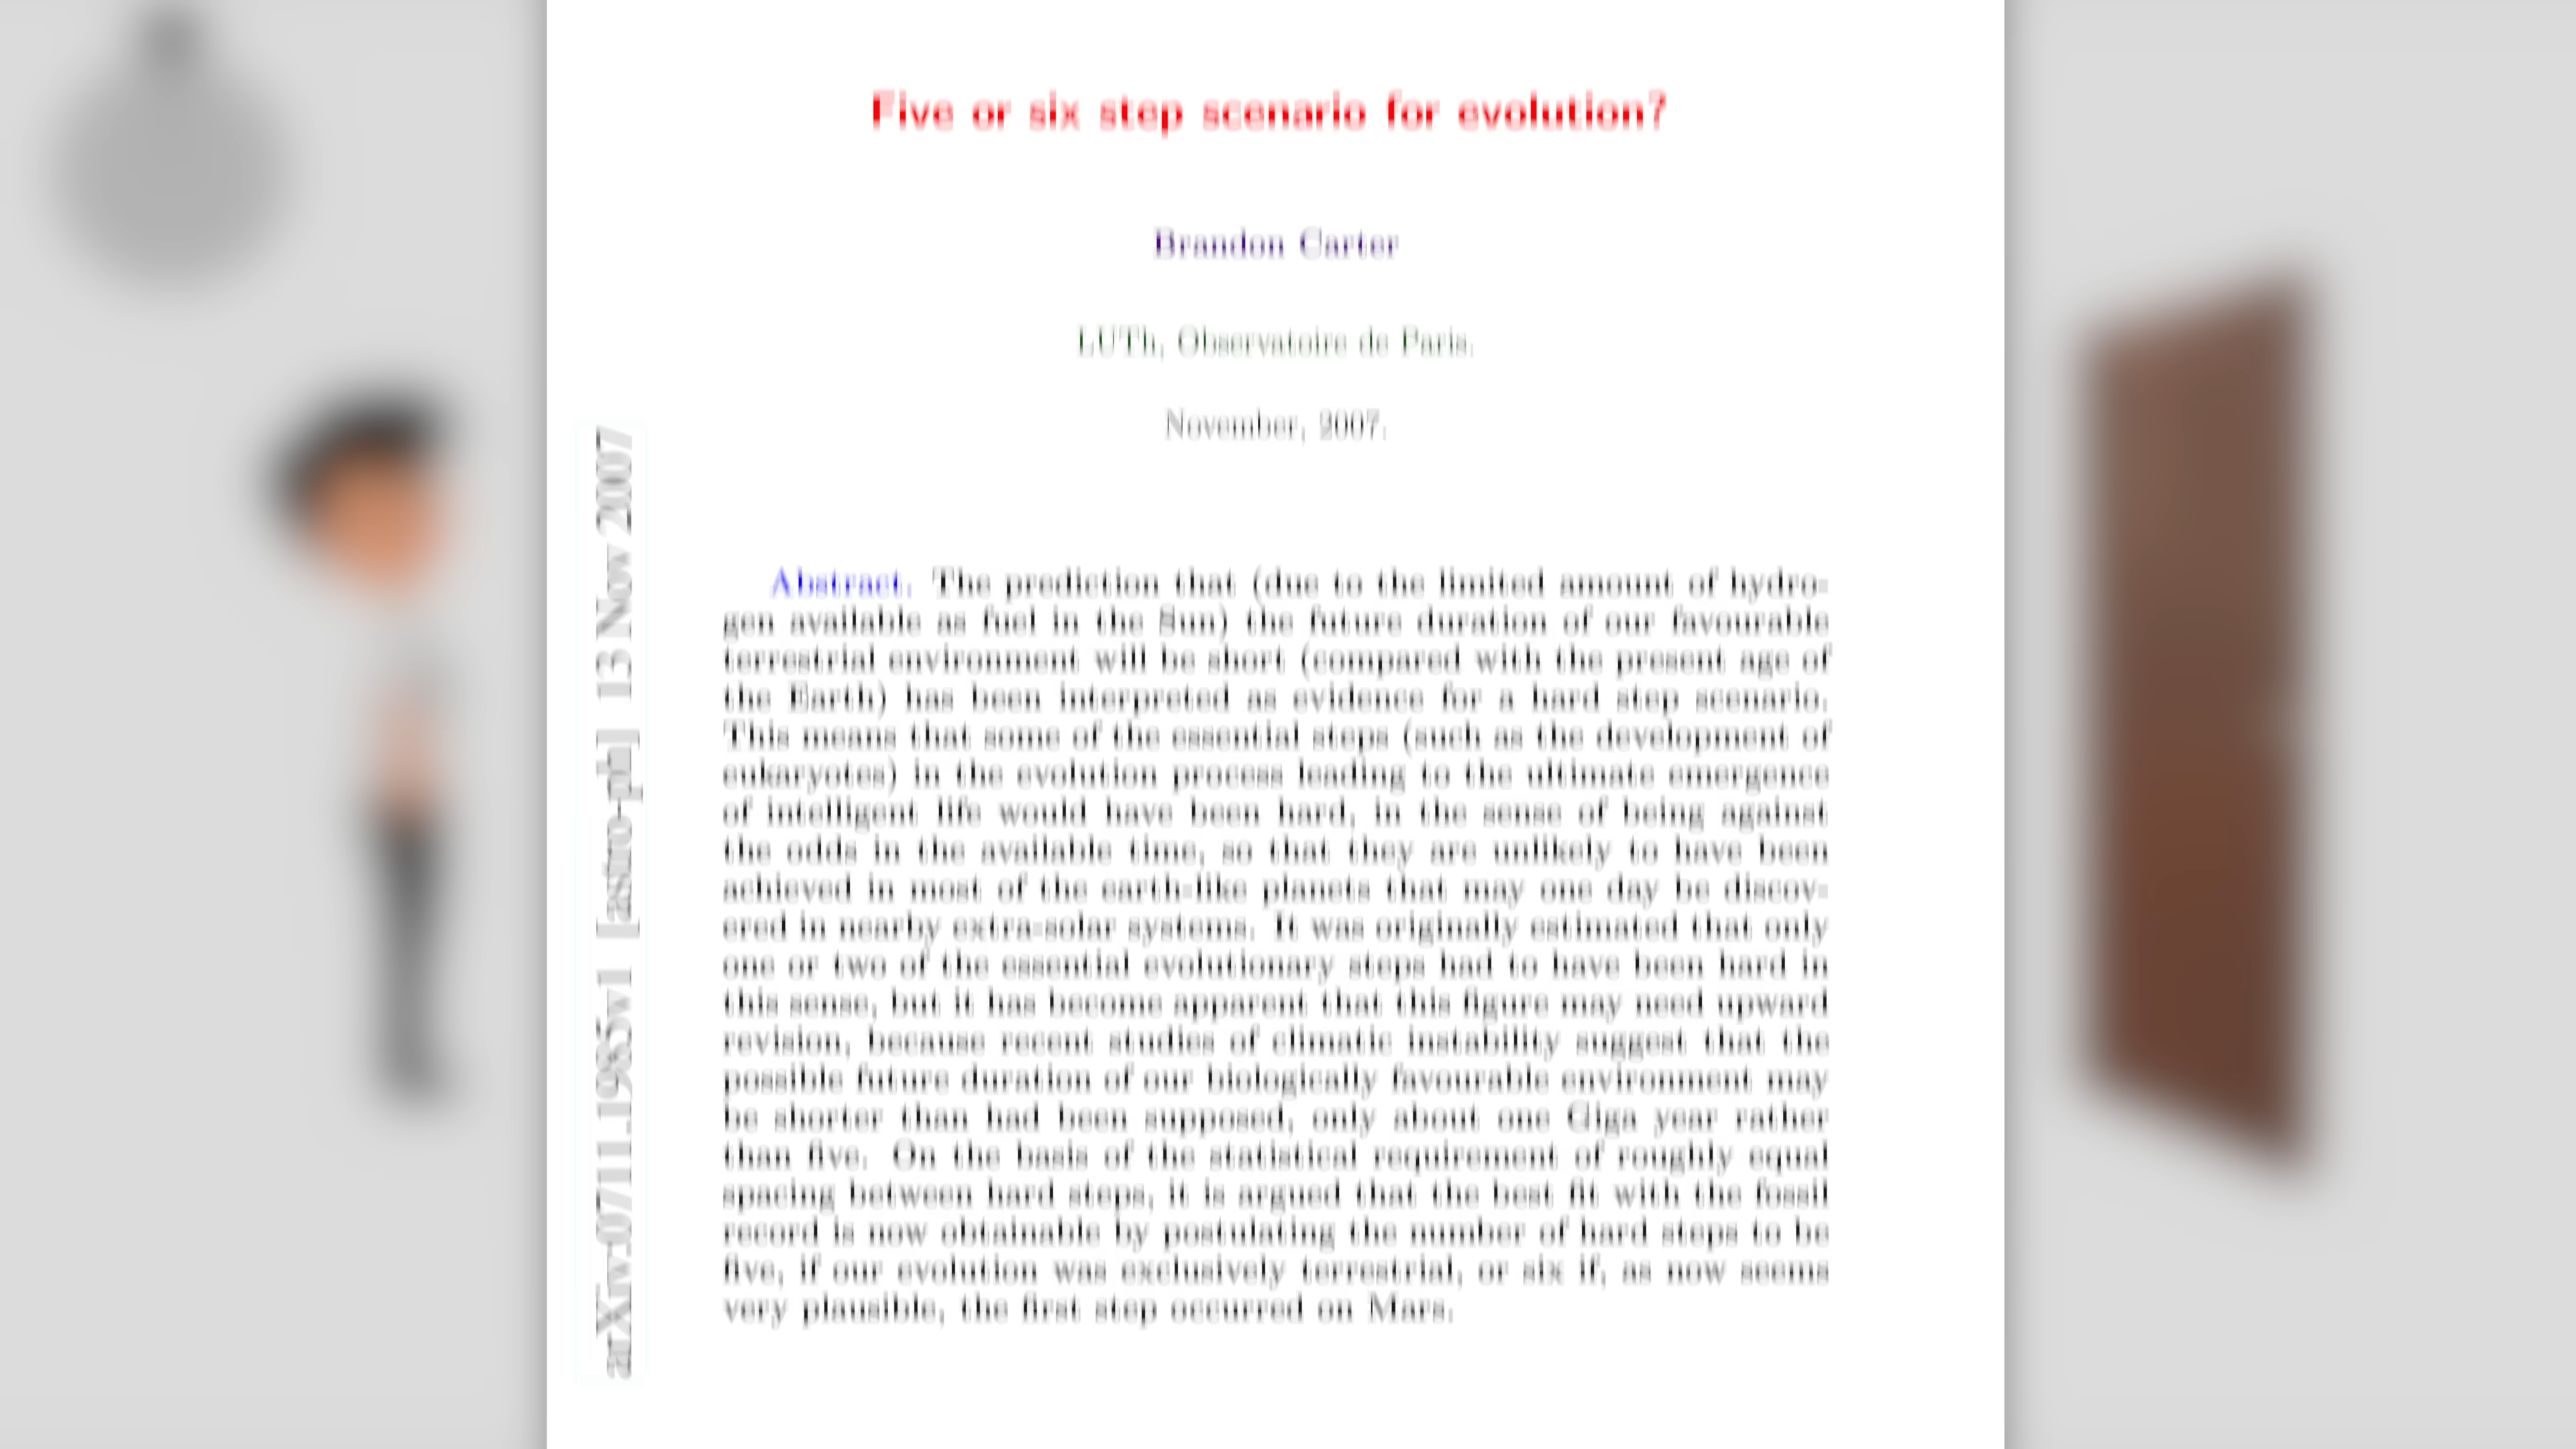 Five or six step scenario for evolution?
Brandon Carter
LUTh, Observatoire de Paris.
November, 2007.
arXiv:0711.1985v1 [astro-ph] 13 Nov 2007
Abstract. The prediction that (due to the limited amount of hydro-
gen available as fuel in the Sun) the future duration of our favourable
terrestrial environment will be short (compared with the present age of
the Earth) has been interpreted as evidence for a hard step scenario.
This means that some of the essential steps (such as the development of
eukaryotes) in the evolution process leading to the ultimate emergence
of intelligent life would have been hard, in the sense of being against
the odds in the available time, so that they are unlikely to have been
achieved in most of the earth-like planets that may one day be discov-
ered in nearby extra-solar systems. It was originally estimated that only
one or two of the essential evolutionary steps had to have been hard in
this sense, but it has become apparent that this figure may need upward
revision, because recent studies of climatic instability suggest that the
possible future duration of our biologically favourable environment may
be shorter than had been supposed, only about one Giga year rather
than five. On the basis of the statistical requirement of roughly equal
spacing between hard steps, it is argued that the best fit with the fossil
record is now obtainable by postulating the number of hard steps to be
five, if our evolution was exclusively terrestrial, or six if, as now seems
very plausible, the first step occurred on Mars.